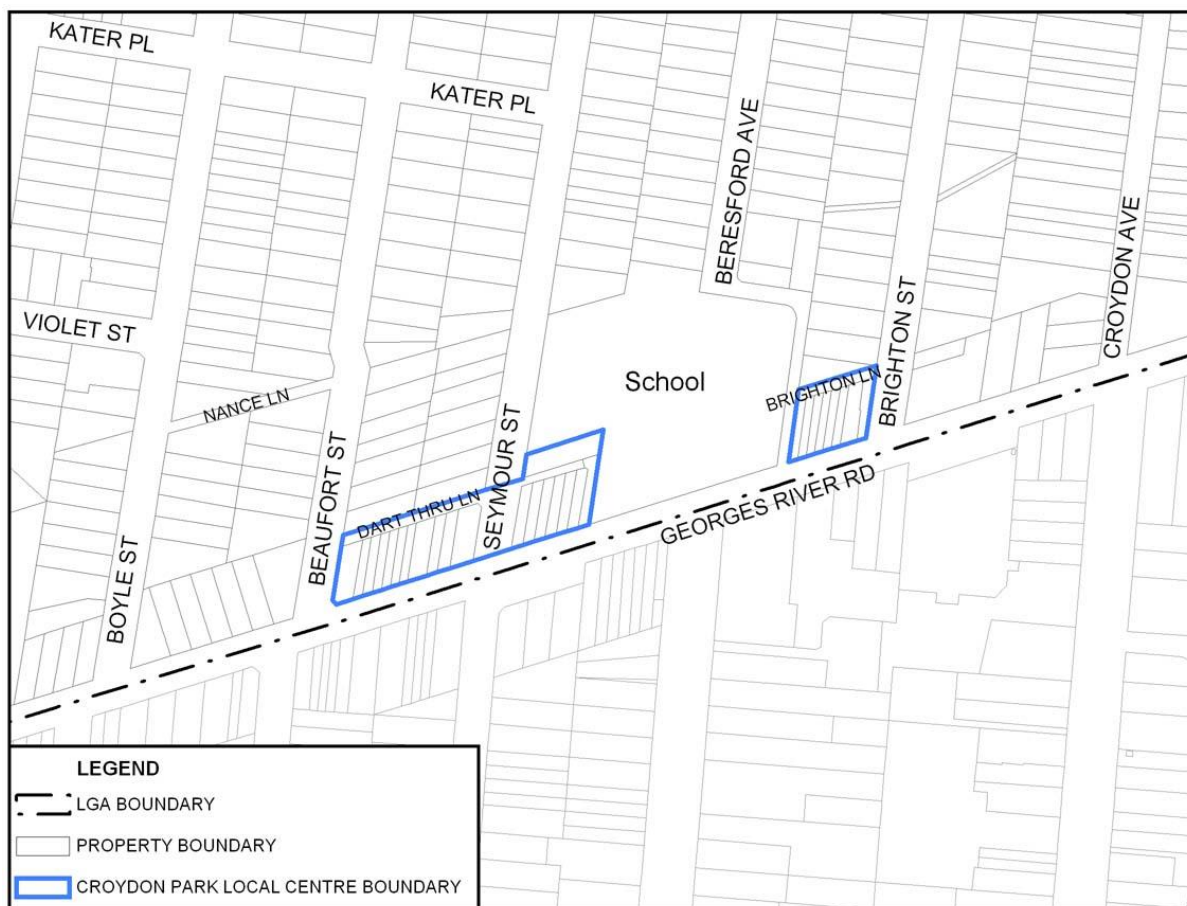 KATER PL
KATER PL
BERESFORD AVE
CROYDON AVE
VIOLET ST
BRIGHTON ST
School
BRIGHTON LN
NANCE LN
SEYMOUR ST
BEAUFORT ST
DART THRU LN
GEORGES RIVER RD
BOYLE ST
LEGEND
LGA BOUNDARY
PROPERTY BOUNDARY
CROYDON PARK LOCAL CENTRE BOUNDARY